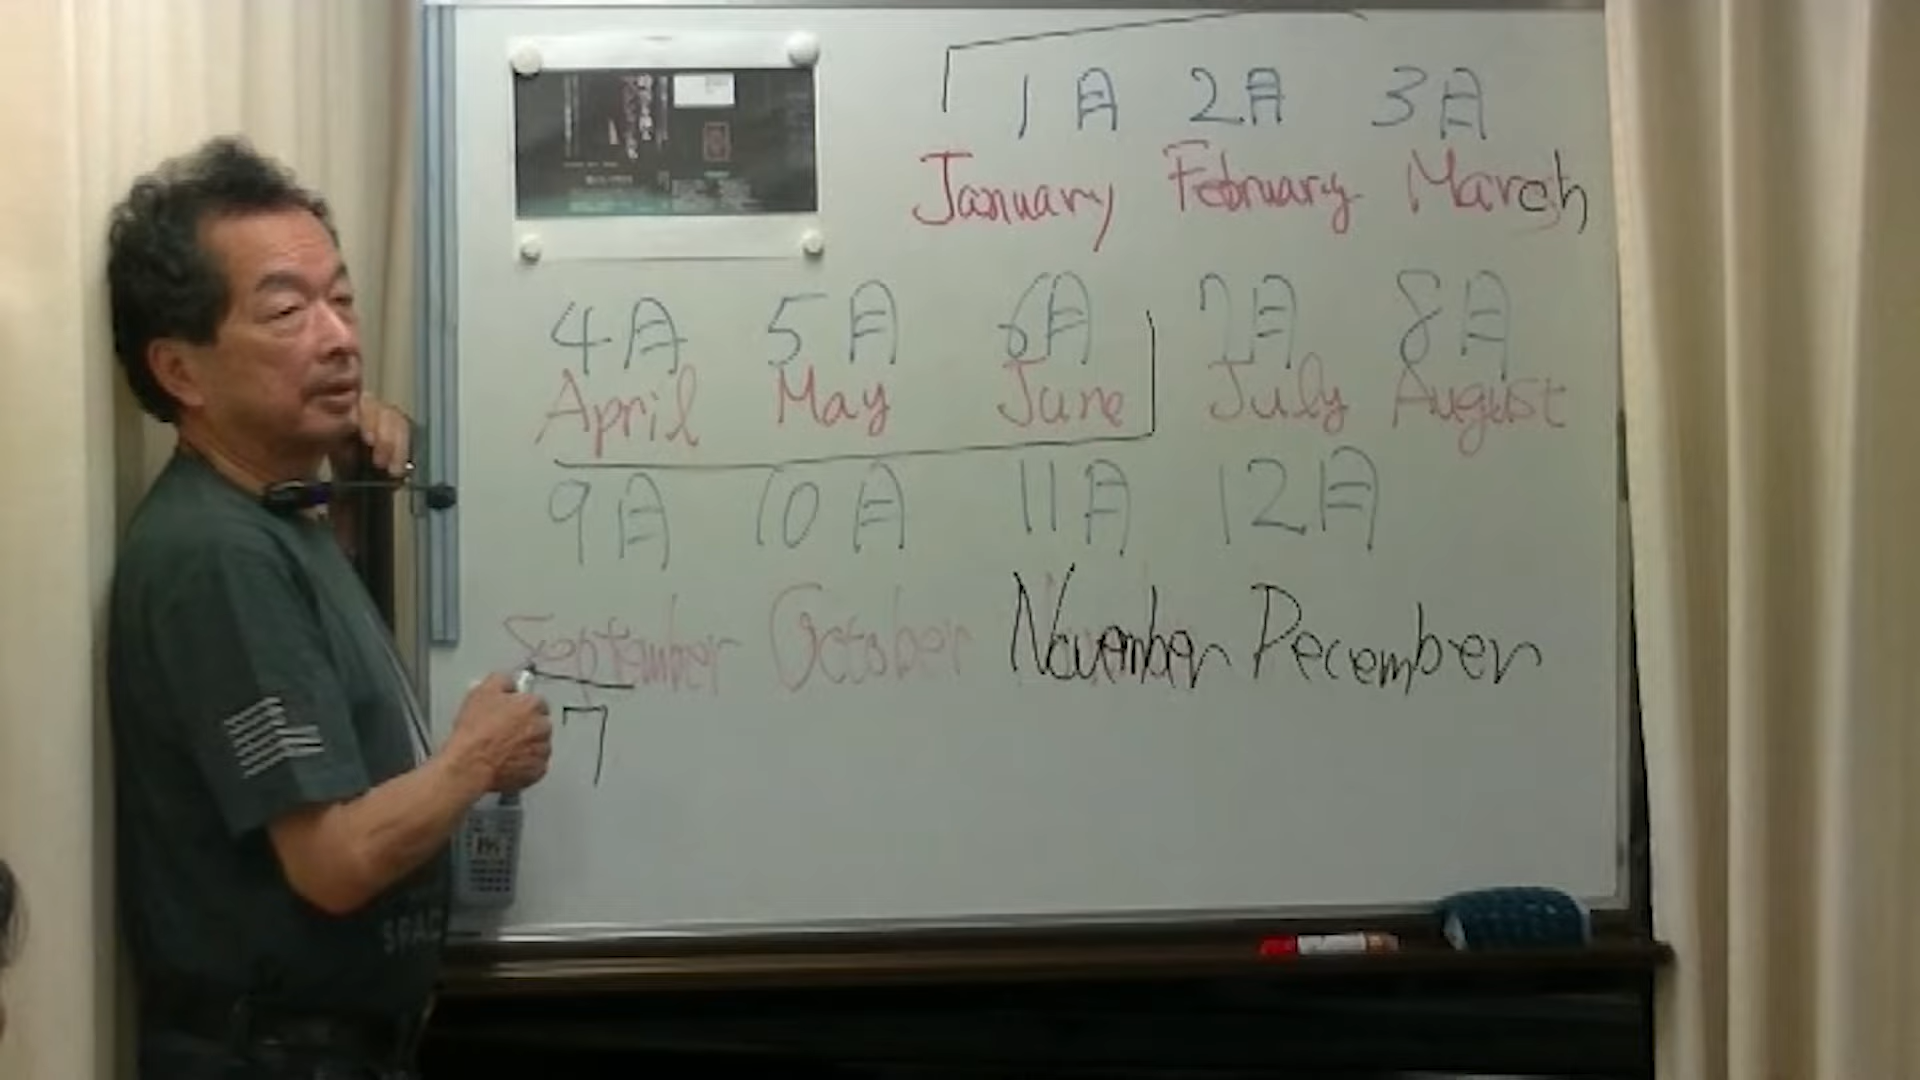 1月 2月 3月
January February March
4月 5月 6月 7月 8月
April May June July August
9月 10月 11月 12月
September October November December
7
SPAC